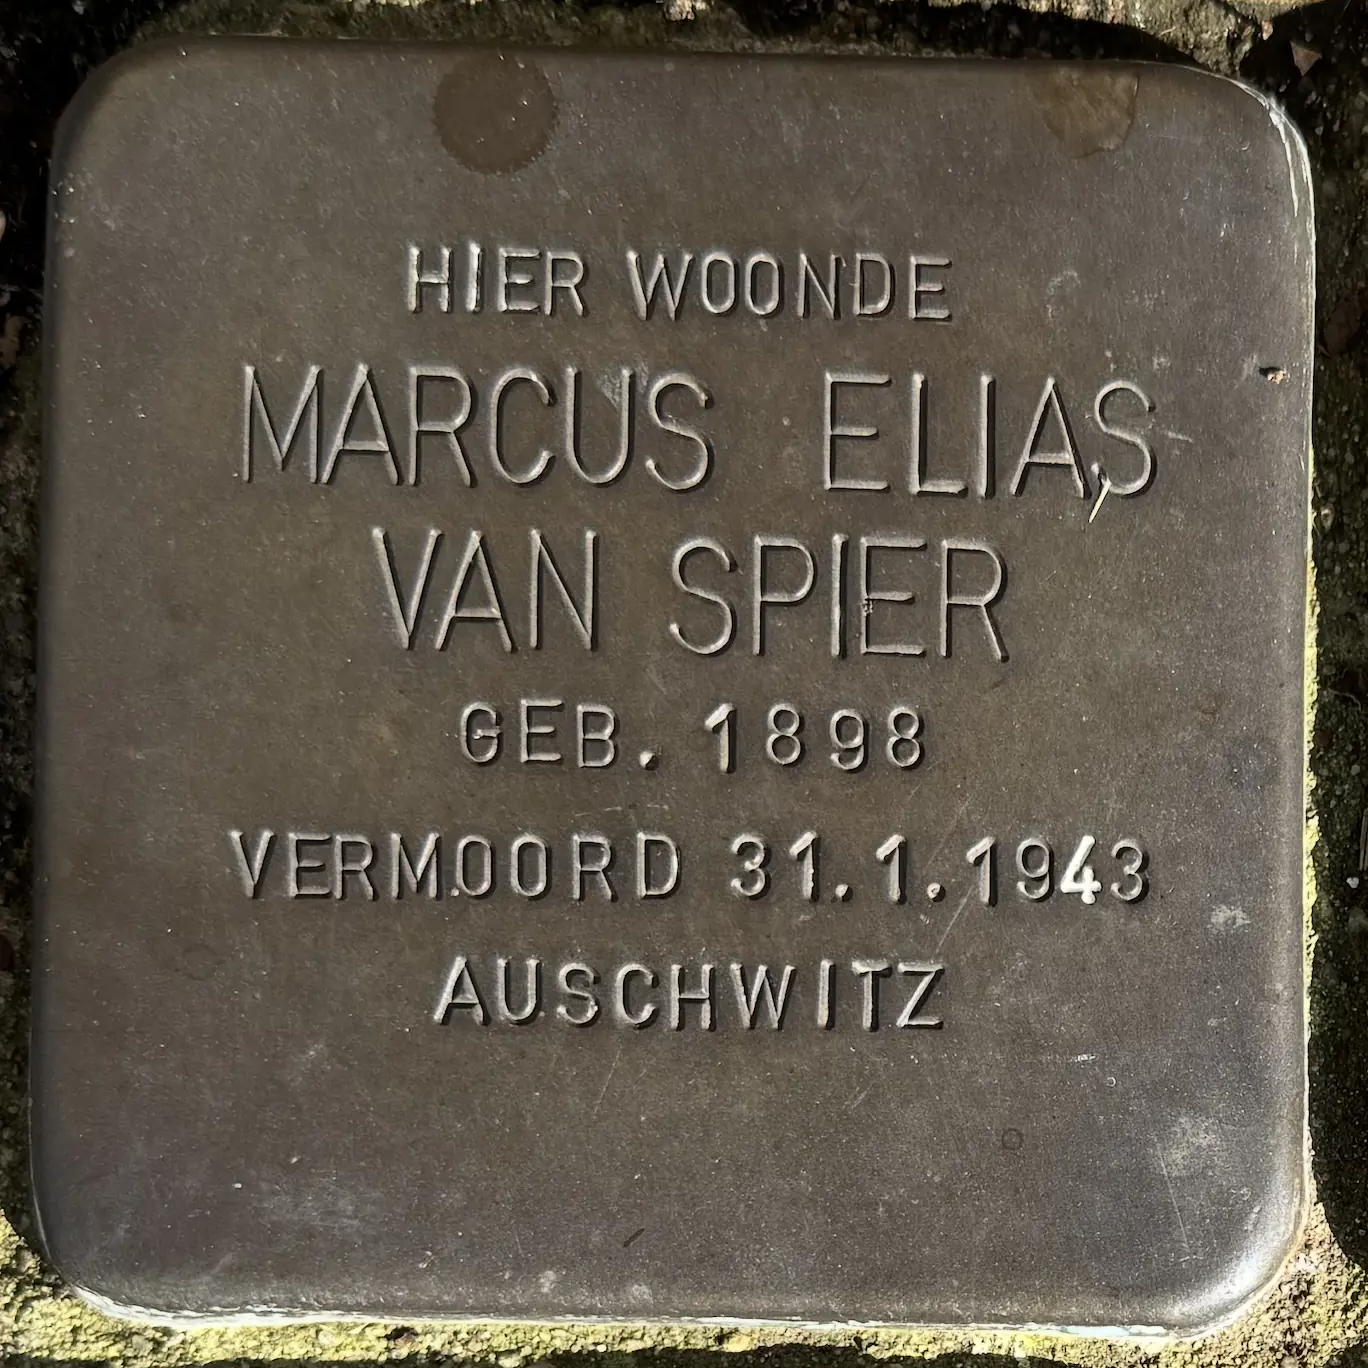 HIER WOONDE
MARCUS ELIAS
VAN SPIER
GEB. 1898
VERMOORD 31.1.1943
AUSCHWITZ